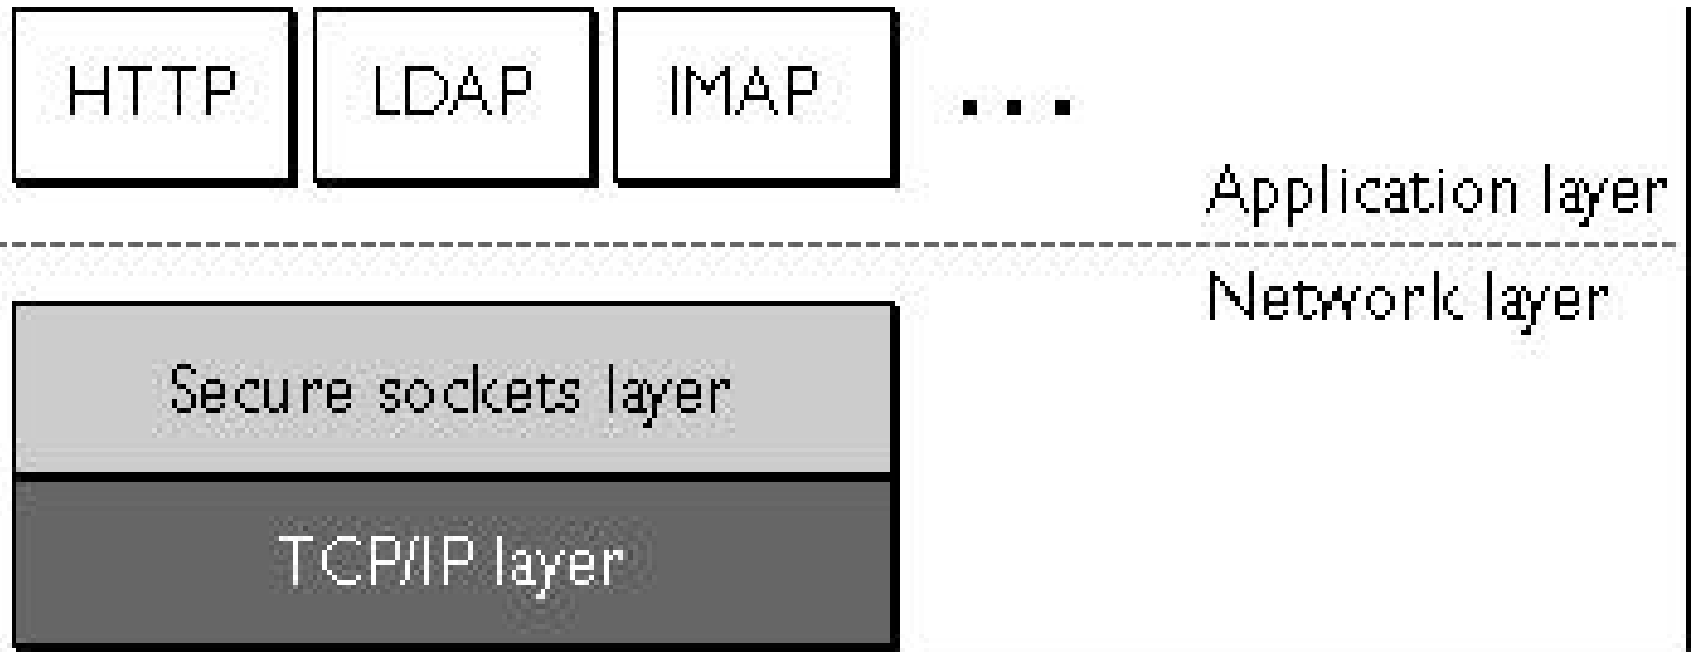 HTTP LDAP IMAP ...
Application layer
Network layer
Secure sockets layer
TCP/IP layer